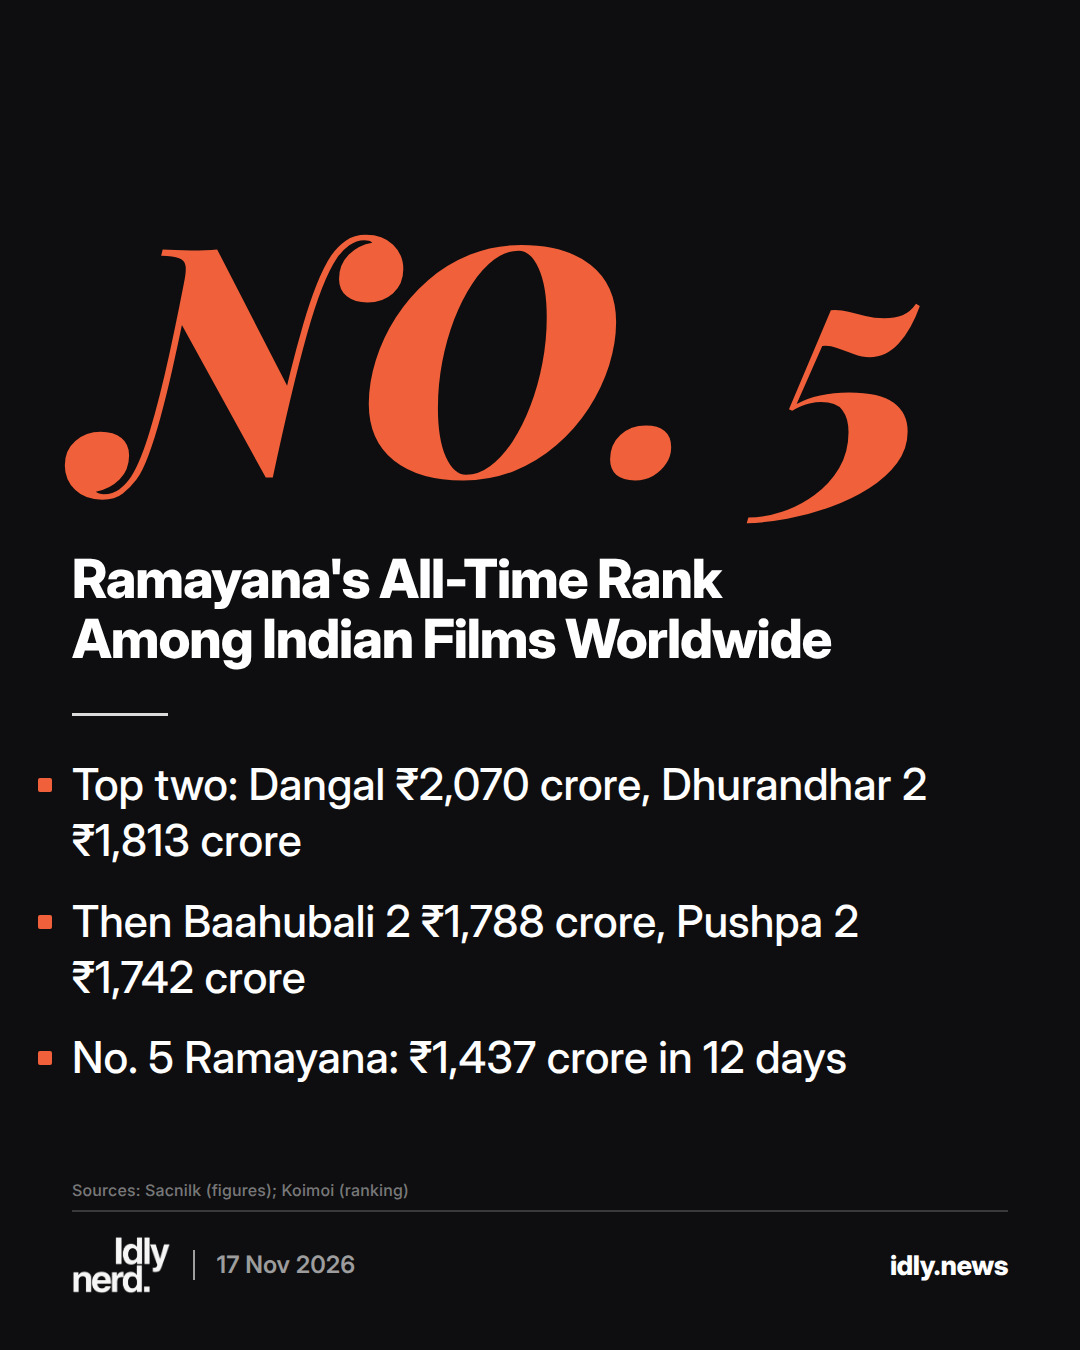 NO. 5
Ramayana's All-Time Rank
Among Indian Films Worldwide
Top two: Dangal ₹2,070 crore, Dhurandhar 2
₹1,813 crore
Then Baahubali 2 ₹1,788 crore, Pushpa 2
₹1,742 crore
No. 5 Ramayana: ₹1,437 crore in 12 days
Sources: Sacnilk (figures); Koimoi (ranking)
Idly
nerd.
17 Nov 2026
idly.news